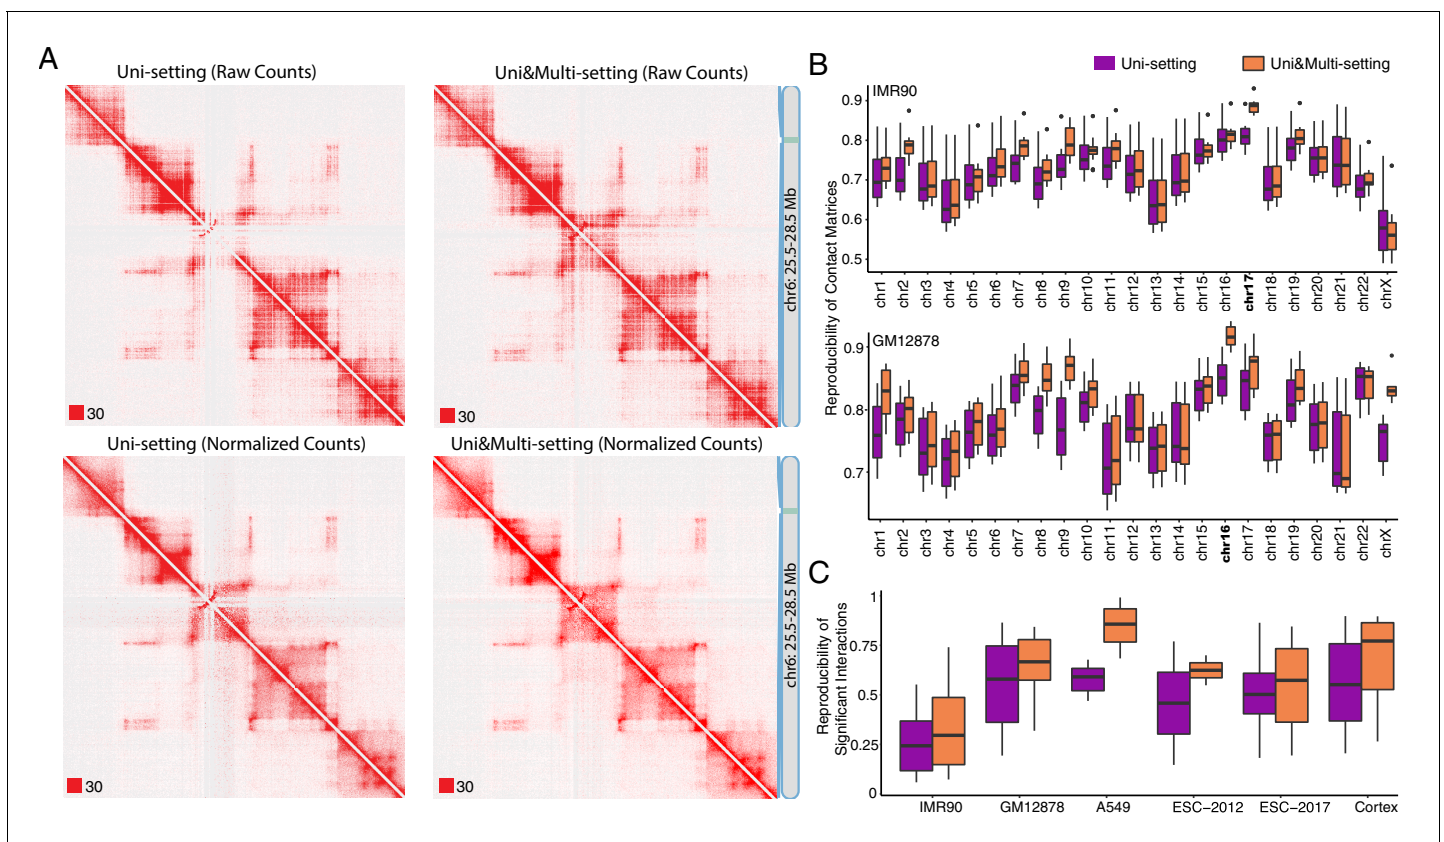 A
Uni-setting (Raw Counts)
Uni&Multi-setting (Raw Counts)
30
30
chr6: 25.5-28.5 Mb
Uni-setting (Normalized Counts)
Uni&Multi-setting (Normalized Counts)
30
30
chr6: 25.5-28.5 Mb
B
Uni-setting
Uni&Multi-setting
Reproducibility of Contact Matrices
IMR90
0.9
0.8
0.7
0.6
0.5
chr1
chr2
chr3
chr4
chr5
chr6
chr7
chr8
chr9
chr10
chr11
chr12
chr13
chr14
chr15
chr16
chr17
chr18
chr19
chr20
chr21
chr22
chrX
GM12878
0.9
0.8
0.7
chr1
chr2
chr3
chr4
chr5
chr6
chr7
chr8
chr9
chr10
chr11
chr12
chr13
chr14
chr15
chr16
chr17
chr18
chr19
chr20
chr21
chr22
chrX
C
Reproducibility of
Significant Interactions
1
0.75
0.5
0.25
0
IMR90
GM12878
A549
ESC−2012
ESC−2017
Cortex